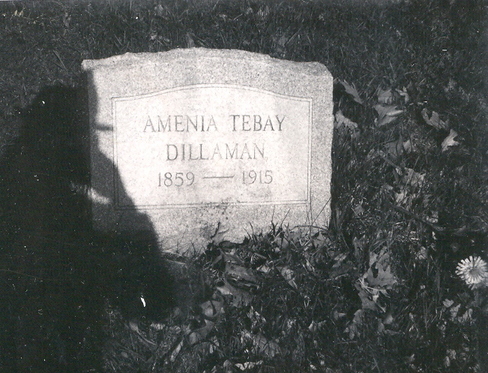 AMENIA TEBAY
DILLAMAN
1859 — 1915